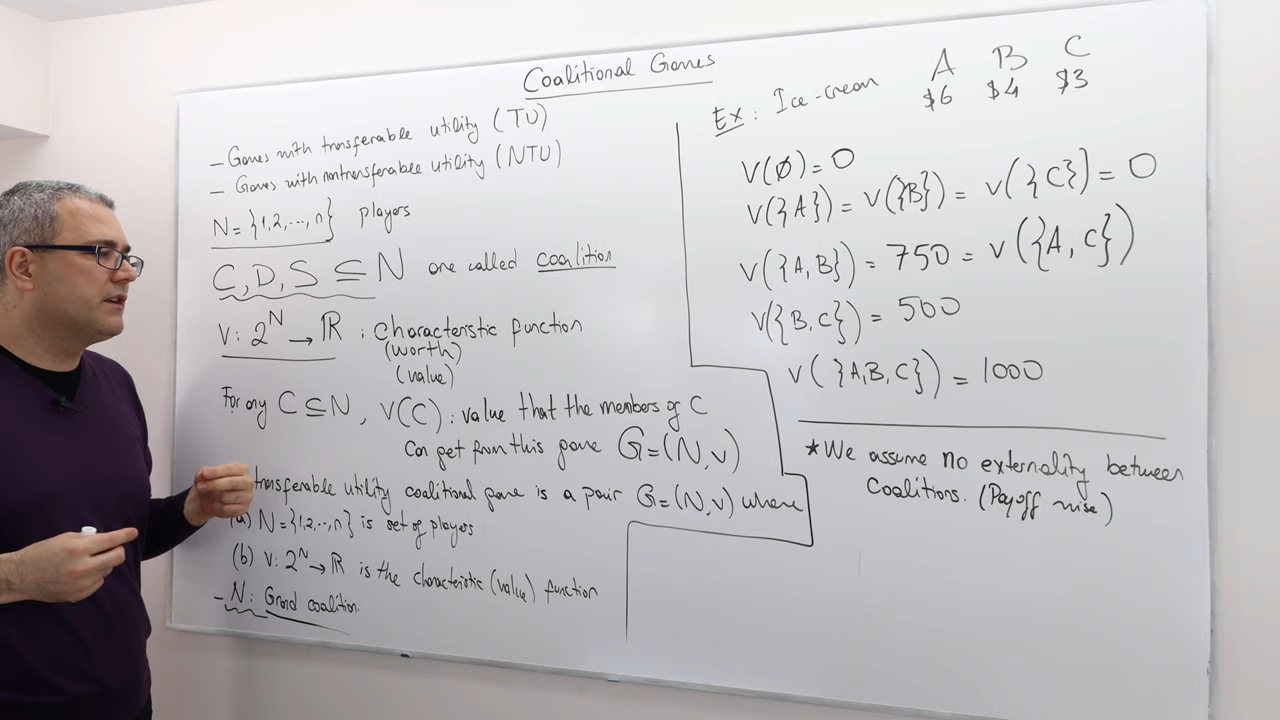 Coalitional Games
- Games with transferable utility (TU)
- Games with nontransferable utility (NTU)
N = {1,2,...,n} players
C, D, S ⊆ N are called coalition
V: 2^N → ℝ : Characteristic function
(worth)
(value)
For any C ⊆ N, V(C): value that the members of C
can get from this game G=(N,v)
transferable utility coalitional game is a pair G=(N,v) where
(a) N={1,2,..,n} is set of players
(b) V: 2^N → ℝ is the characteristic (value) function
- N: Grand coalition.
Ex: Ice-cream A B C
$6 $4 $3
V(∅)=0
V({A}) = V({B}) = V({C}) = 0
V({A,B}) = 750 = V({A,C})
V({B,C}) = 500
V({A,B,C}) = 1000
* We assume no externality between
Coalitions. (Payoff wise)